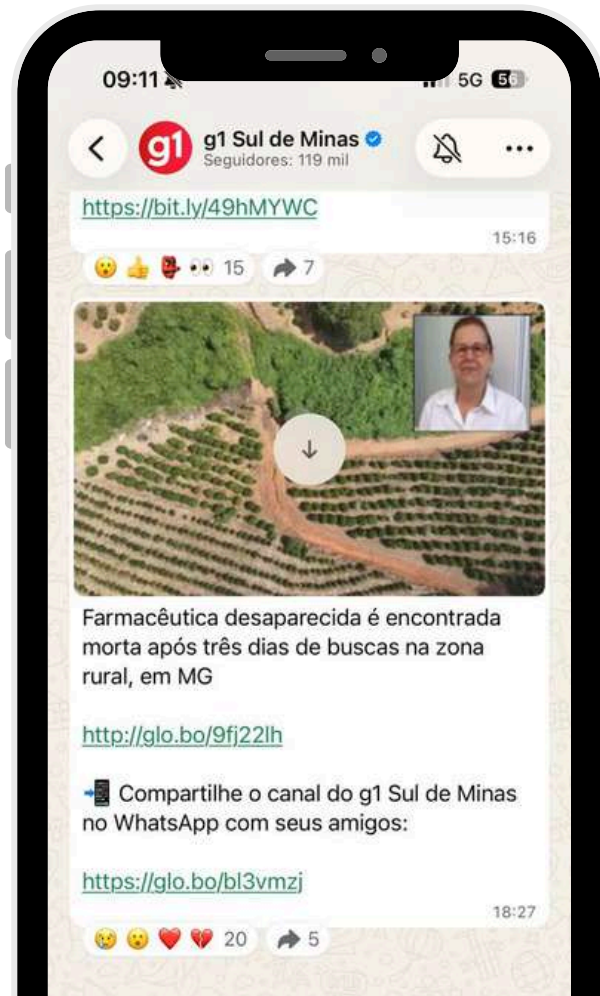 09:11
5G 56
g1
g1 Sul de Minas
Seguidores: 119 mil
https://bit.ly/49hMYWC
15:16
15
7
Farmacêutica desaparecida é encontrada
morta após três dias de buscas na zona
rural, em MG
http://glo.bo/9fj22lh
Compartilhe o canal do g1 Sul de Minas
no WhatsApp com seus amigos:
https://glo.bo/bl3vmzj
18:27
20
5